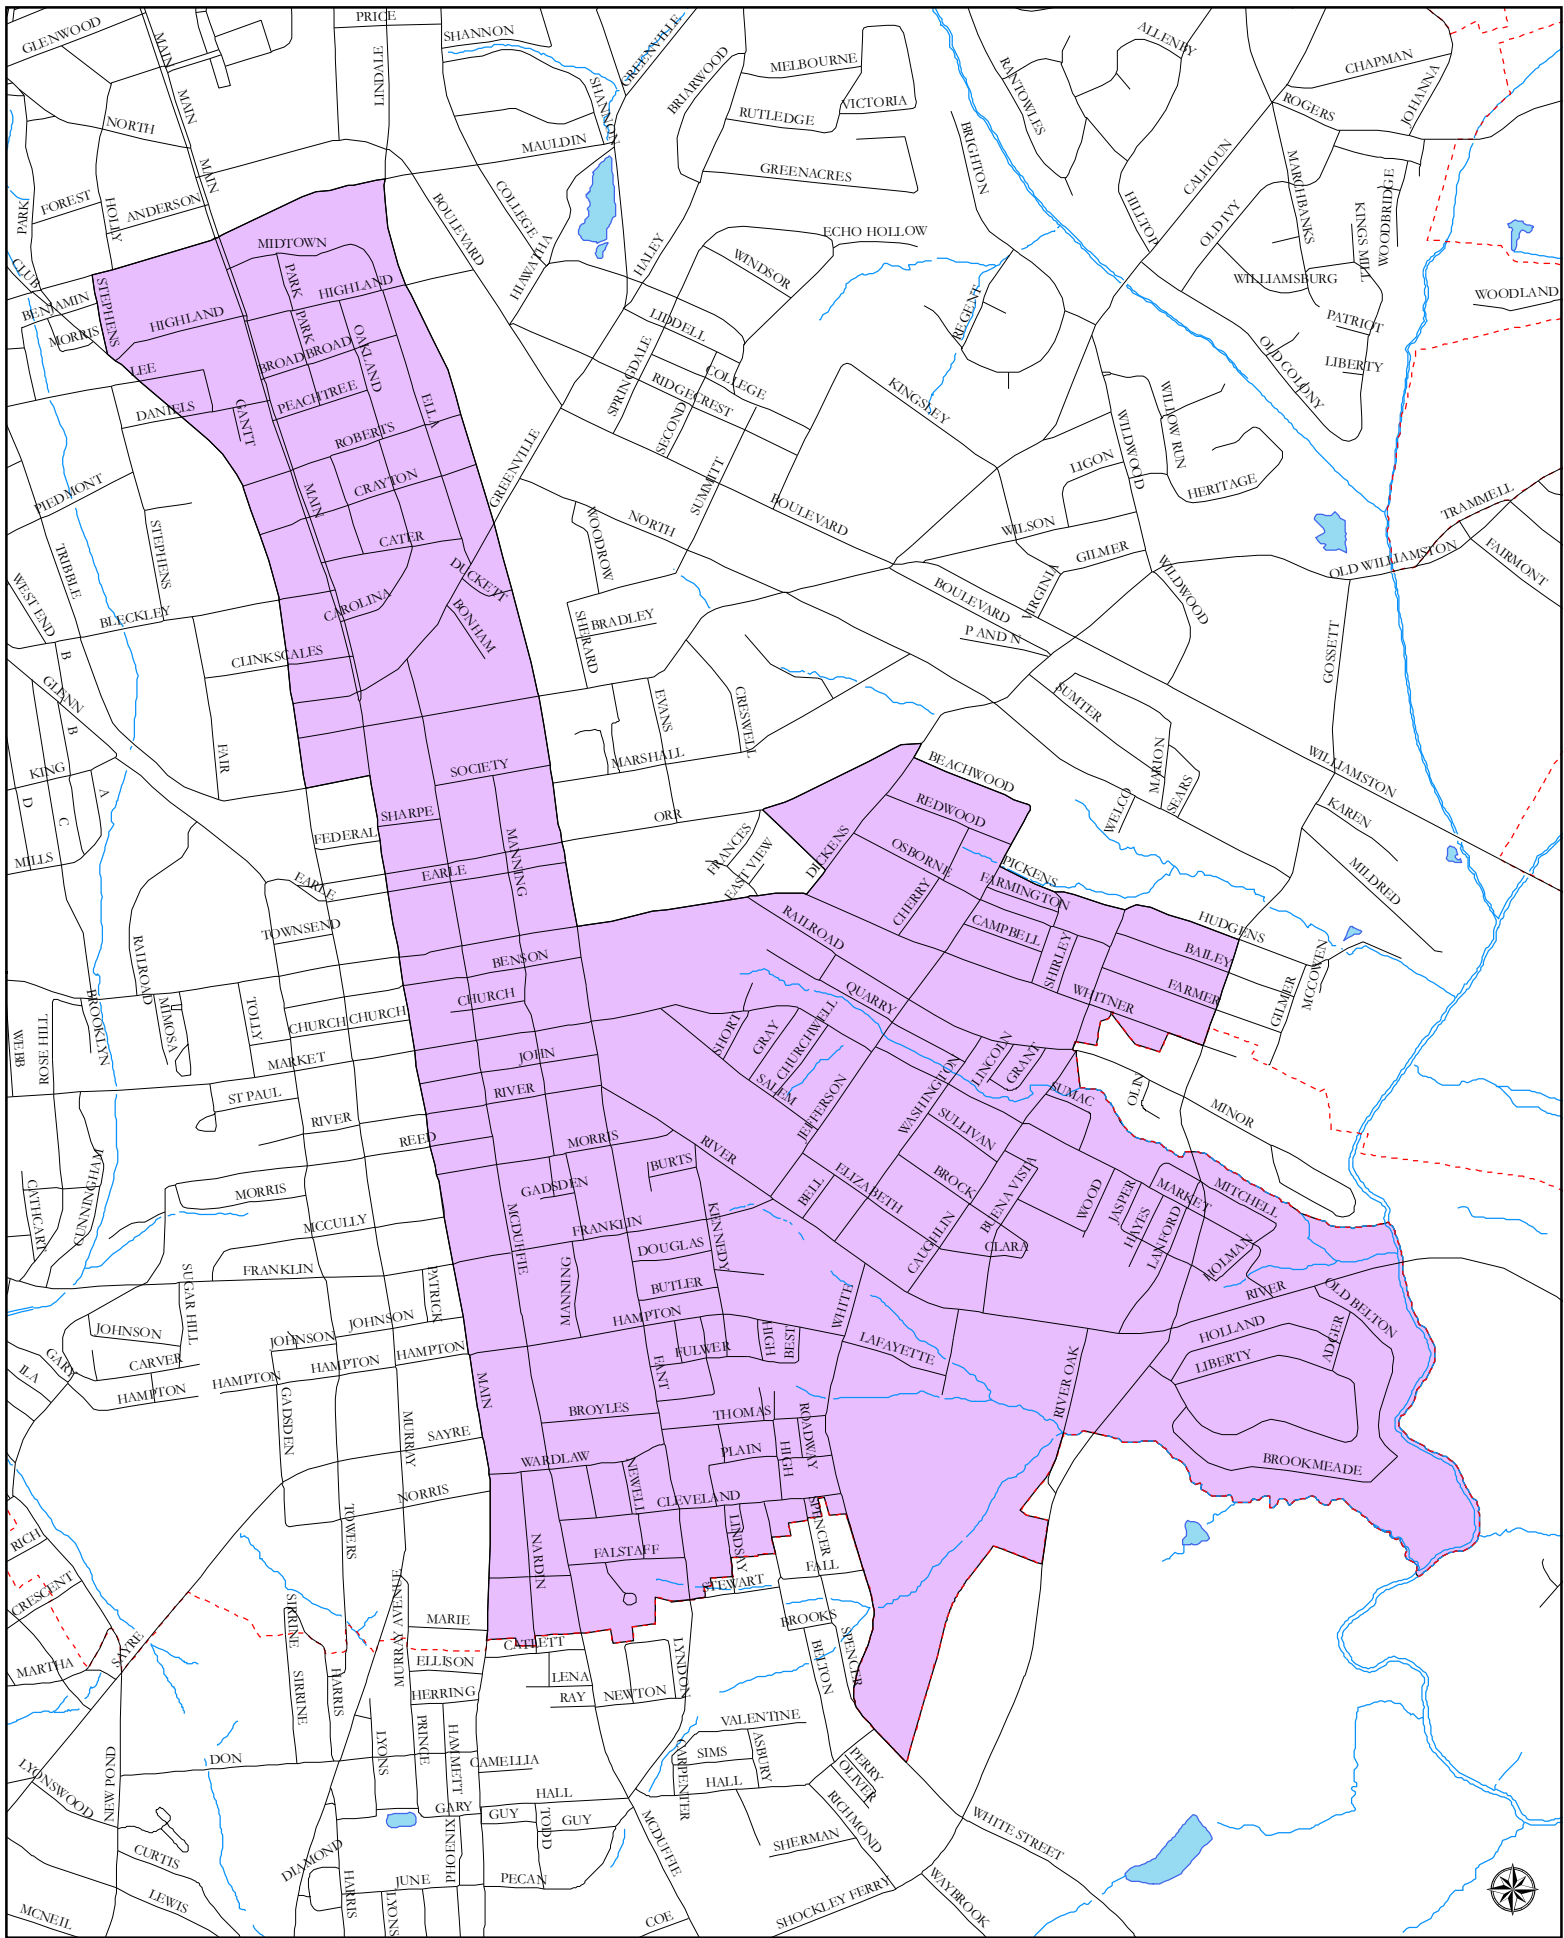 GLENWOOD
MAIN
PRICE
SHANNON
GREENVILLE
LINDALE
MAIN
SHANNON
BRIARWOOD
MELBOURNE
RUTLEDGE
VICTORIA
RANTOWLES
ALLENBY
CHAPMAN
ROGERS
JOHANNA
NORTH
MAIN
MAULDIN
GREENACRES
BRIGHTON
CALHOUN
MARCHBANKS
WOODBRIDGE
KINGS MILL
PARK
FOREST
HOLLY
ANDERSON
BOULEVARD
COLLEGE
HIAWATHA
HALEY
ECHO HOLLOW
WINDSOR
HILLTOP
OLD IVY
WILLIAMSBURG
WOODLAND
CLUB
BENJAMIN
MORRIS
STEPHENS
MIDTOWN
PARK
HIGHLAND
HIGHLAND
PARK
OAKLAND
BROAD
BROAD
LEE
DANIELS
GANTT
PEACHTREE
ELLA
LIDDELL
SPRINGDALE
COLLEGE
RIDGECREST
SECOND
REGENT
PATRIOT
LIBERTY
OLD COLONY
KINGSLEY
WILLOW RUN
WILDWOOD
ROBERTS
CRAYTON
MAIN
GREENVILLE
SUMMITT
BOULEVARD
LIGON
HERITAGE
PIEDMONT
STEPHENS
TRIBBLE
CATER
DUCKETT
NORTH
WOODROW
WILSON
GILMER
TRAMMELL
OLD WILLIAMSTON
FAIRMONT
WEST END
BLECKLEY
CAROLINA
BONHAM
SHERARD
BRADLEY
BOULEVARD
VIRGINIA
WILDWOOD
P AND N
GOSSETT
B
CLINKSCALES
GLENN
B
FAIR
EVANS
CRESWELL
MARSHALL
SUMTER
MARION
SEARS
WELCO
WILLIAMSTON
KAREN
MILDRED
KING
D
C
A
MILLS
SOCIETY
SHARPE
FEDERAL
MANNING
EARLE
EARLE
ORR
FRANCES
EAST VIEW
DICKENS
BEACHWOOD
REDWOOD
OSBORNE
PICKENS
FARMINGTON
CHERRY
CAMPBELL
SHIRLEY
HUDGENS
BAILEY
FARMER
WHITNER
GILMER
MCCOWEN
TOWNSEND
RAILROAD
BROOKLYN
MIMOSA
TOLLY
BENSON
CHURCH
CHURCH
CHURCH
MARKET
RAILROAD
QUARRY
WEBB
ROSE HILL
ST PAUL
RIVER
REED
JOHN
RIVER
SHORT
GRAY
CHURCHWELL
SALEM
JEFFERSON
WASHINGTON
LINCOLN
GRANT
SUMAC
SULLIVAN
OLIN
MINOR
MORRIS
MORRIS
BURTS
RIVER
BELL
ELIZABETH
BROCK
BUENA VISTA
WOOD
JASPER
HAYES
MARKET
LANFORD
MITCHELL
HOLMAN
CATHCART
CUNNINGHAM
MCCULLY
GADSDEN
FRANKLIN
MCDUFFIE
MANNING
DOUGLAS
KENNEDY
BUTLER
CAUGHLIN
CLARA
FRANKLIN
SUGAR HILL
PATRICK
RIVER
OLD BELTON
HOLLAND
LIBERTY
ADGER
JOHNSON
JOHNSON
JOHNSON
CARVER
GARY
ILA
HAMPTON
HAMPTON
HAMPTON
HAMPTON
HAMPTON
FULWER
HIGH
BEST
WHITE
LAFAYETTE
RIVER OAK
BROOKMEADE
GADSDEN
MURRAY
MAIN
FANT
BROYLES
THOMAS
ROADWAY
PLAIN
HIGH
SAYRE
NORRIS
WARDLAW
NEWELL
CLEVELAND
SPENCER
LINDSAY
TOWERS
RICH
CRESCENT
NARDIN
FALSTAFF
STEWART
FALL
SIRRINE
MURRAY AVENUE
MARIE
CATLETT
BROOKS
SPENCER
BELTON
SAYRE
MARTHA
SIRRINE
HARRIS
ELLISON
HERRING
LENA
RAY
NEWTON
LYNDON
LYONSWOOD
NEW POND
DON
LYONS
PRINCE
HAMMETT
CAMELLIA
VALENTINE
SIMS
ASBURY
CARPENTER
HALL
PERRY
OLIVER
RICHMOND
HALL
GARY
GUY
TODD
GUY
MCDUFFIE
SHERMAN
WHITE STREET
CURTIS
DIAMOND
HARRIS
PHOENIX
JUNE
LYONS
PECAN
LEWIS
MCNEIL
COE
SHOCKLEY FERRY
WAYBROOK